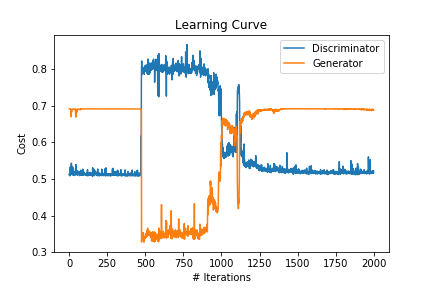 Learning Curve
Discriminator
Generator
Cost
0.8
0.7
0.6
0.5
0.4
0.3
0 250 500 750 1000 1250 1500 1750 2000
# Iterations